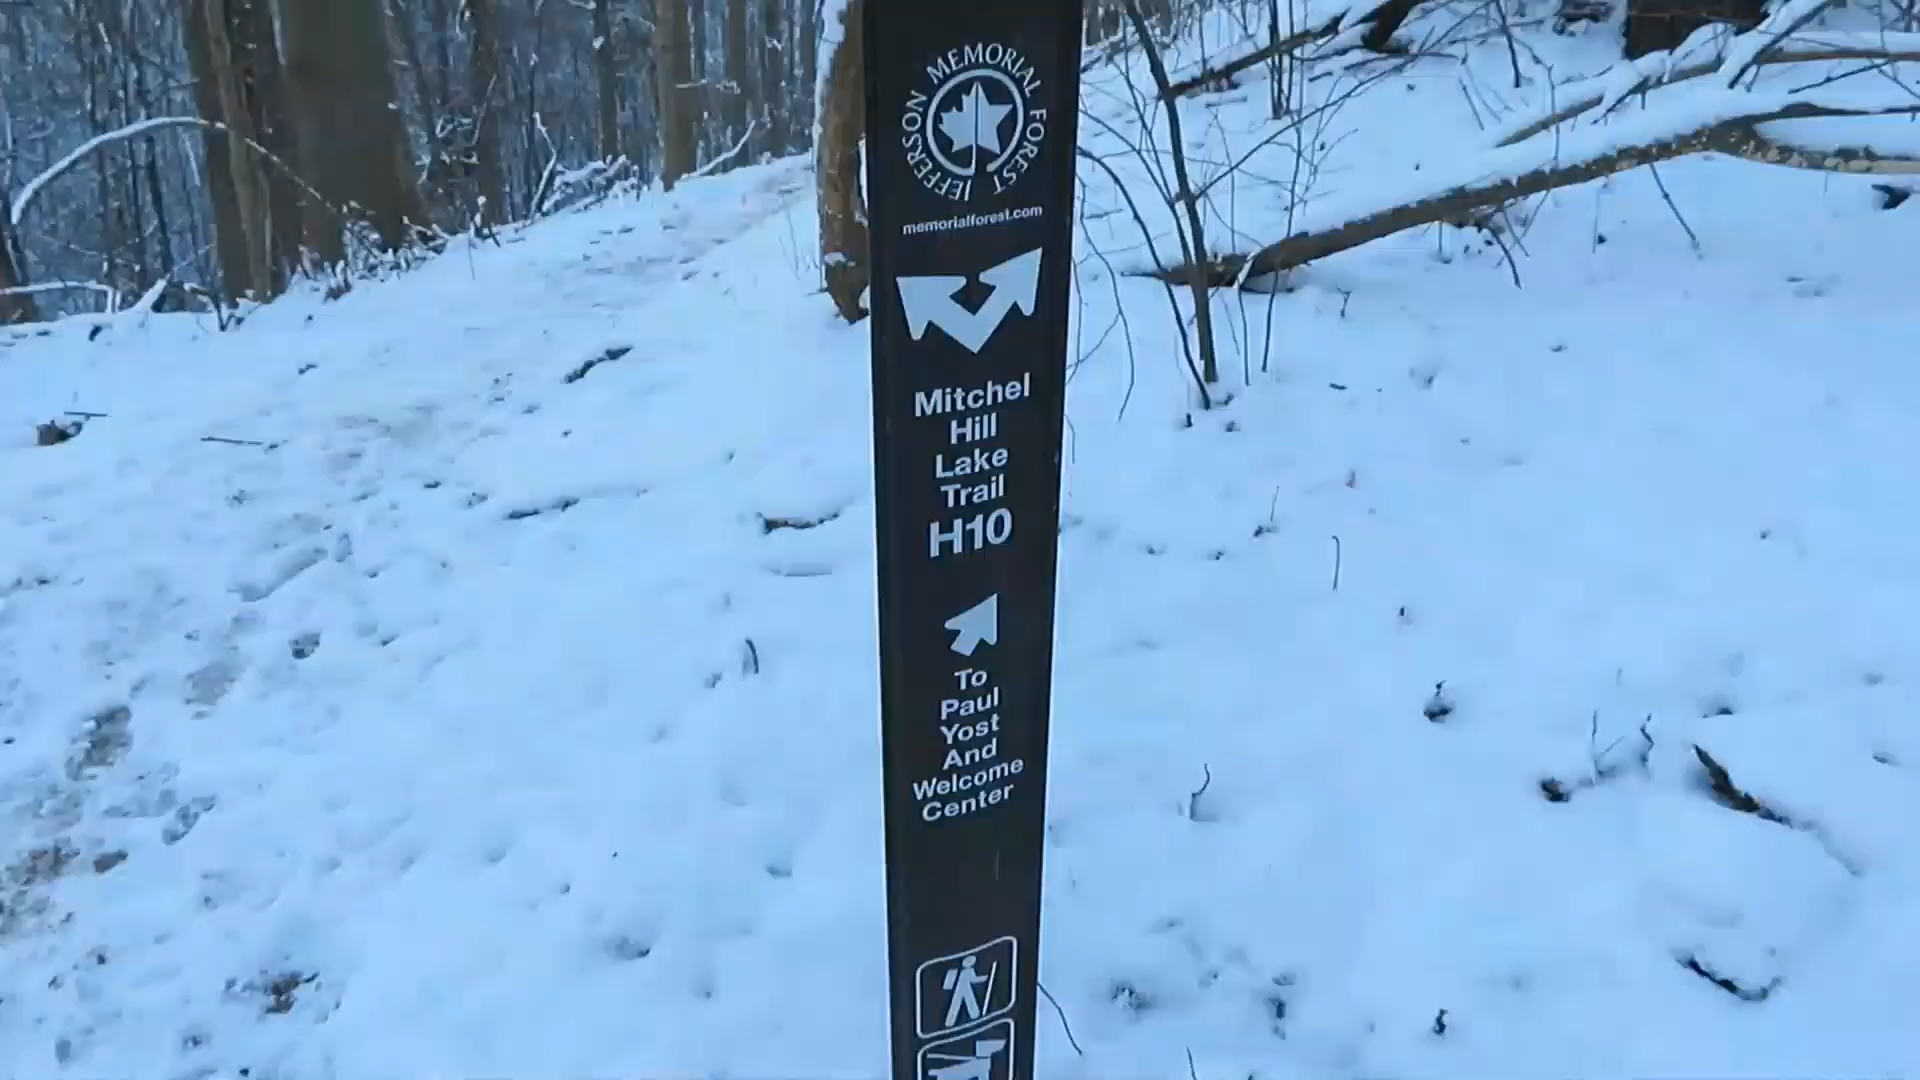 JEFFERSON MEMORIAL FOREST
memorialforest.com
Mitchel
Hill
Lake
Trail
H10
To
Paul
Yost
And
Welcome
Center